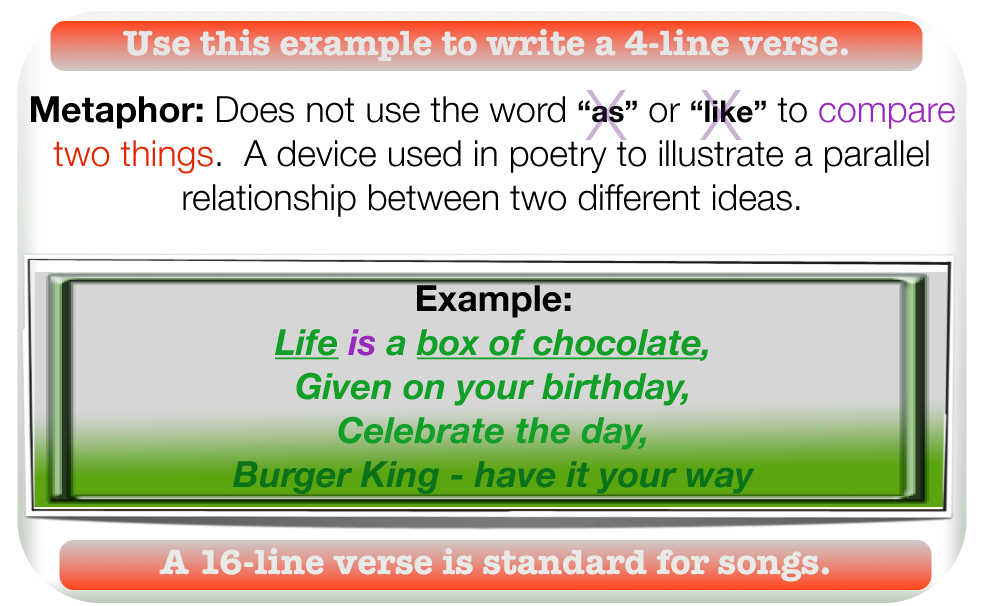 Use this example to write a 4-line verse.
Metaphor: Does not use the word “as” or “like” to compare
two things. A device used in poetry to illustrate a parallel
relationship between two different ideas.
Example:
Life is a box of chocolate,
Given on your birthday,
Celebrate the day,
Burger King - have it your way
A 16-line verse is standard for songs.